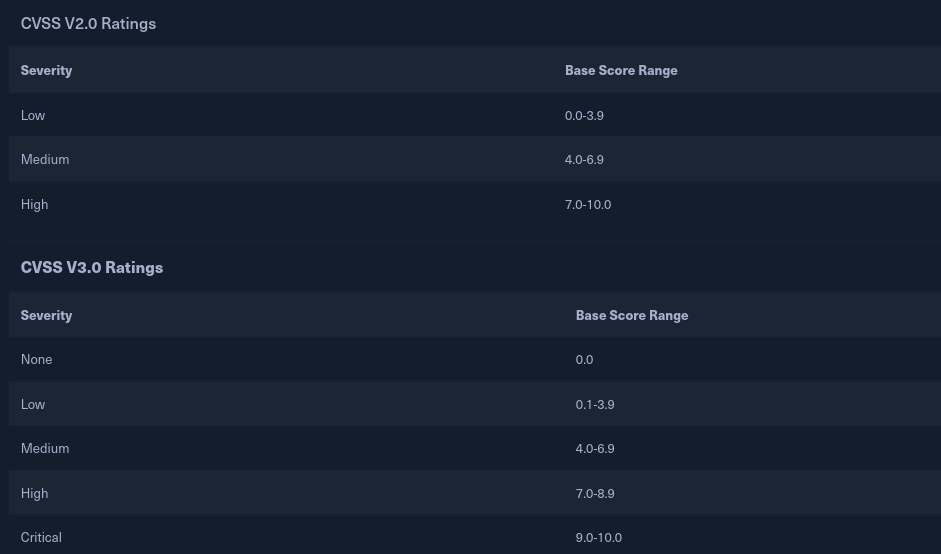 CVSS V2.0 Ratings
Severity Base Score Range
Low 0.0-3.9
Medium 4.0-6.9
High 7.0-10.0
CVSS V3.0 Ratings
Severity Base Score Range
None 0.0
Low 0.1-3.9
Medium 4.0-6.9
High 7.0-8.9
Critical 9.0-10.0